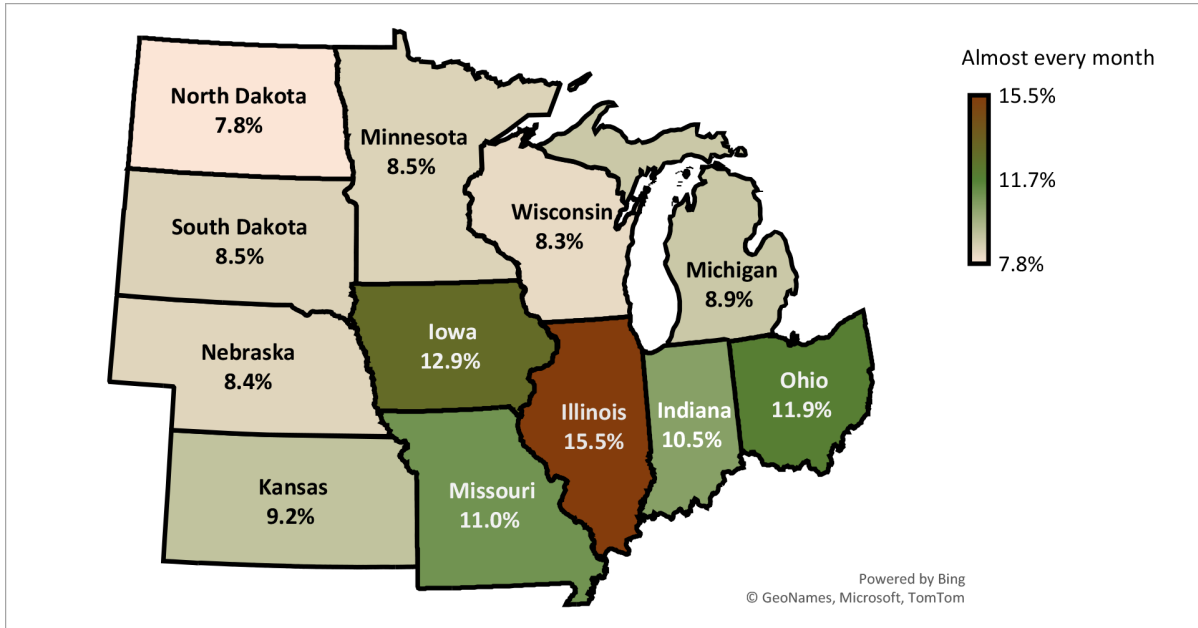 Almost every month
15.5%
11.7%
7.8%
North Dakota
7.8%
Minnesota
8.5%
South Dakota
8.5%
Wisconsin
8.3%
Michigan
8.9%
Nebraska
8.4%
Iowa
12.9%
Illinois
15.5%
Indiana
10.5%
Ohio
11.9%
Kansas
9.2%
Missouri
11.0%
Powered by Bing
© GeoNames, Microsoft, TomTom